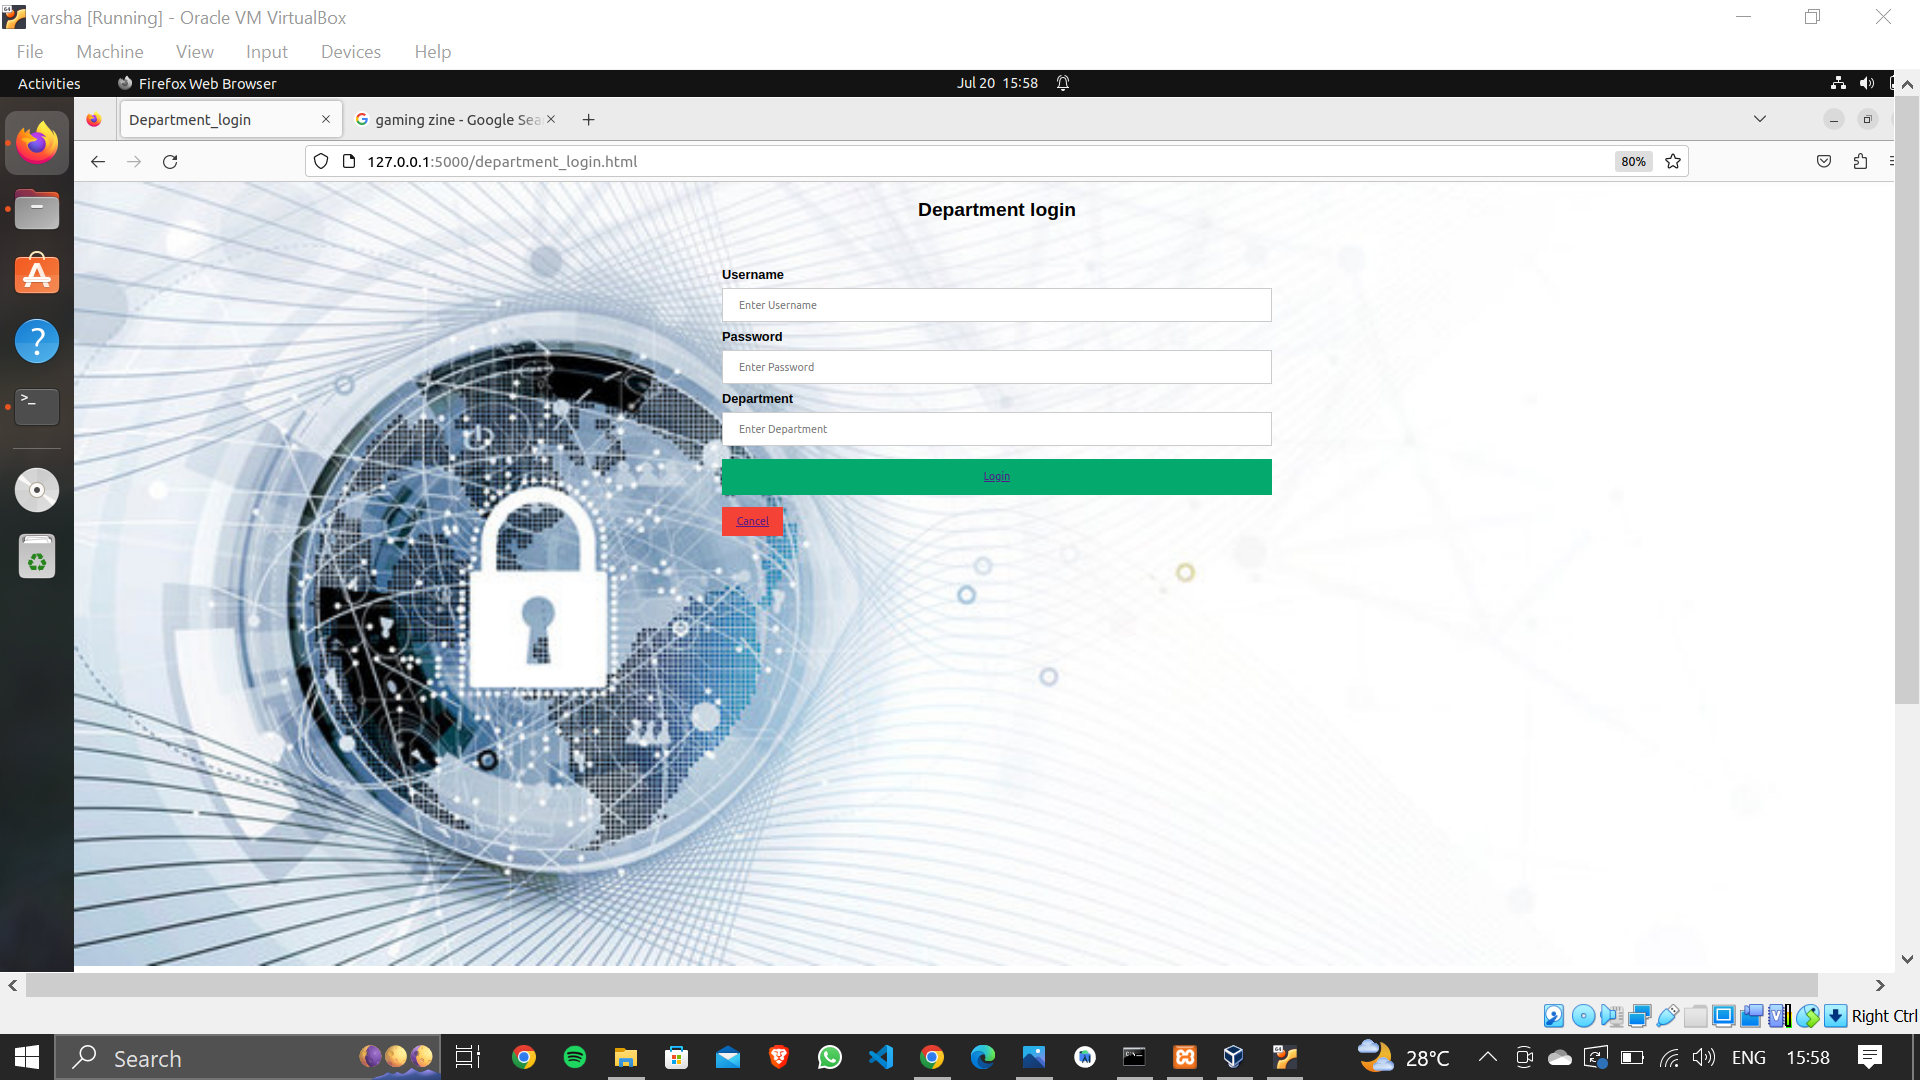 varsha [Running] - Oracle VM VirtualBox
File Machine View Input Devices Help
Activities Firefox Web Browser Jul 20 15:58
Department_login gaming zine - Google Sea
127.0.0.1:5000/department_login.html 80%
Department login
Username
Enter Username
Password
Enter Password
Department
Enter Department
Login
Cancel
Right Ctrl
Search 28°C ENG 15:58